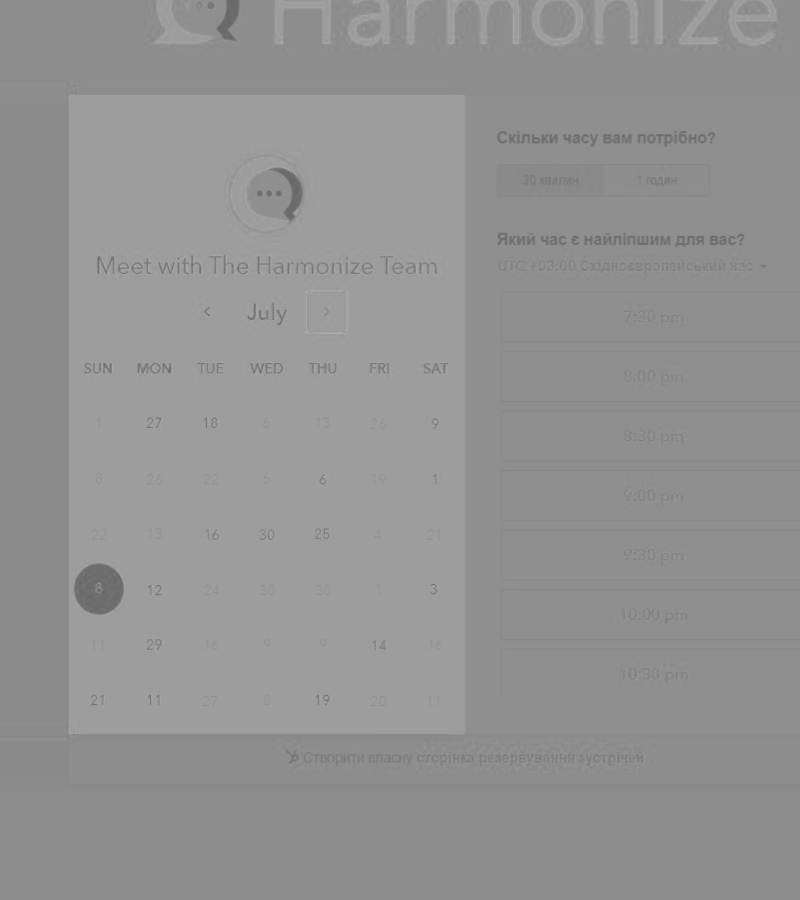 Harmonize
Meet with The Harmonize Team
July
SUN MON TUE WED THU FRI SAT
1 27 18 6 13 26 9
8 26 22 5 6 19 1
22 13 16 30 25 4 21
8 12 24 36 36 1 3
11 29 16 9 9 14 16
21 11 27 8 19 20 11
Скільки часу вам потрібно?
30 хвилин 1 годин
Який час є найліпшим для вас?
UTC +03:00 Східноєвропейський час
7:30 pm
8:00 pm
8:30 pm
9:00 pm
9:30 pm
10:00 pm
10:30 pm
Створити власну сторінка резервування зустрічей